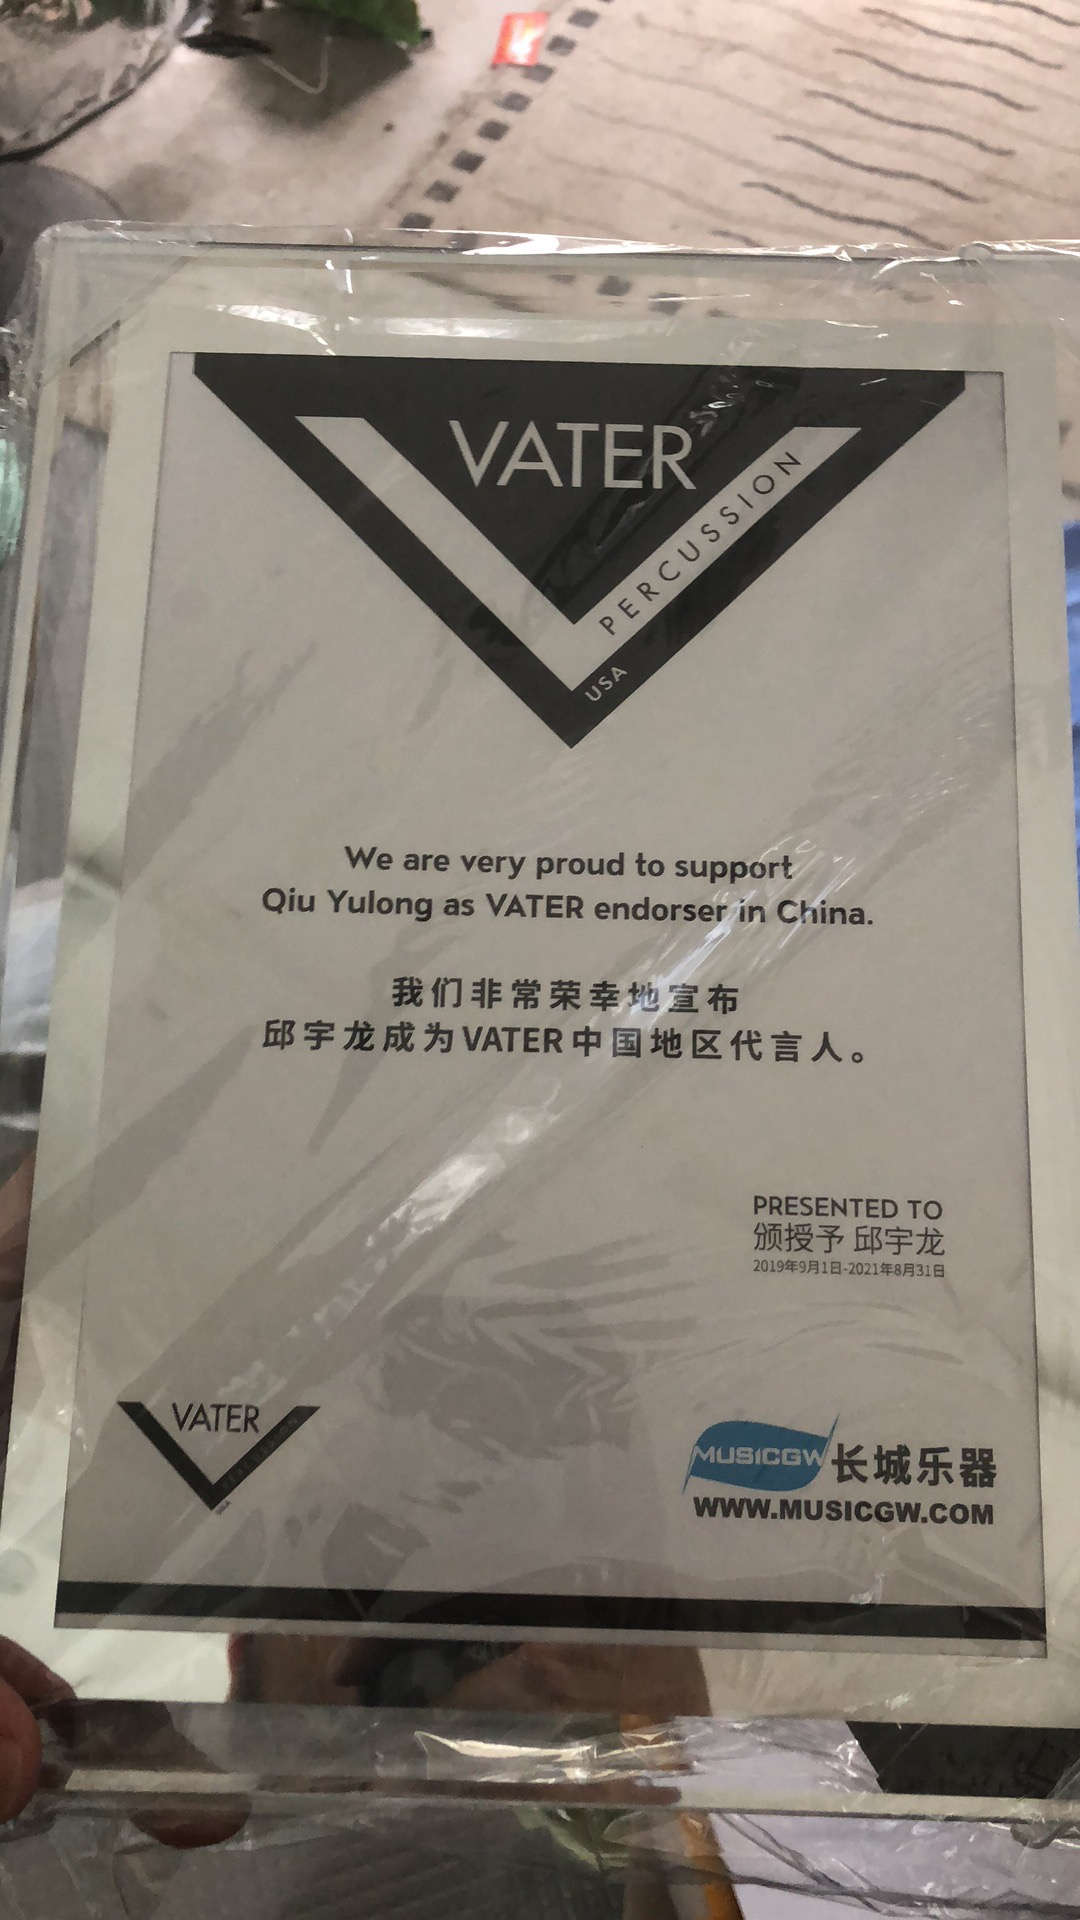 VATER
PERCUSSION
USA
We are very proud to support
Qiu Yulong as VATER endorser in China.
我们非常荣幸地宣布
邱宇龙成为VATER中国地区代言人。
PRESENTED TO
颁授予 邱宇龙
2019年9月1日-2021年8月31日
VATER
MUSICGW 长城乐器
WWW.MUSICGW.COM